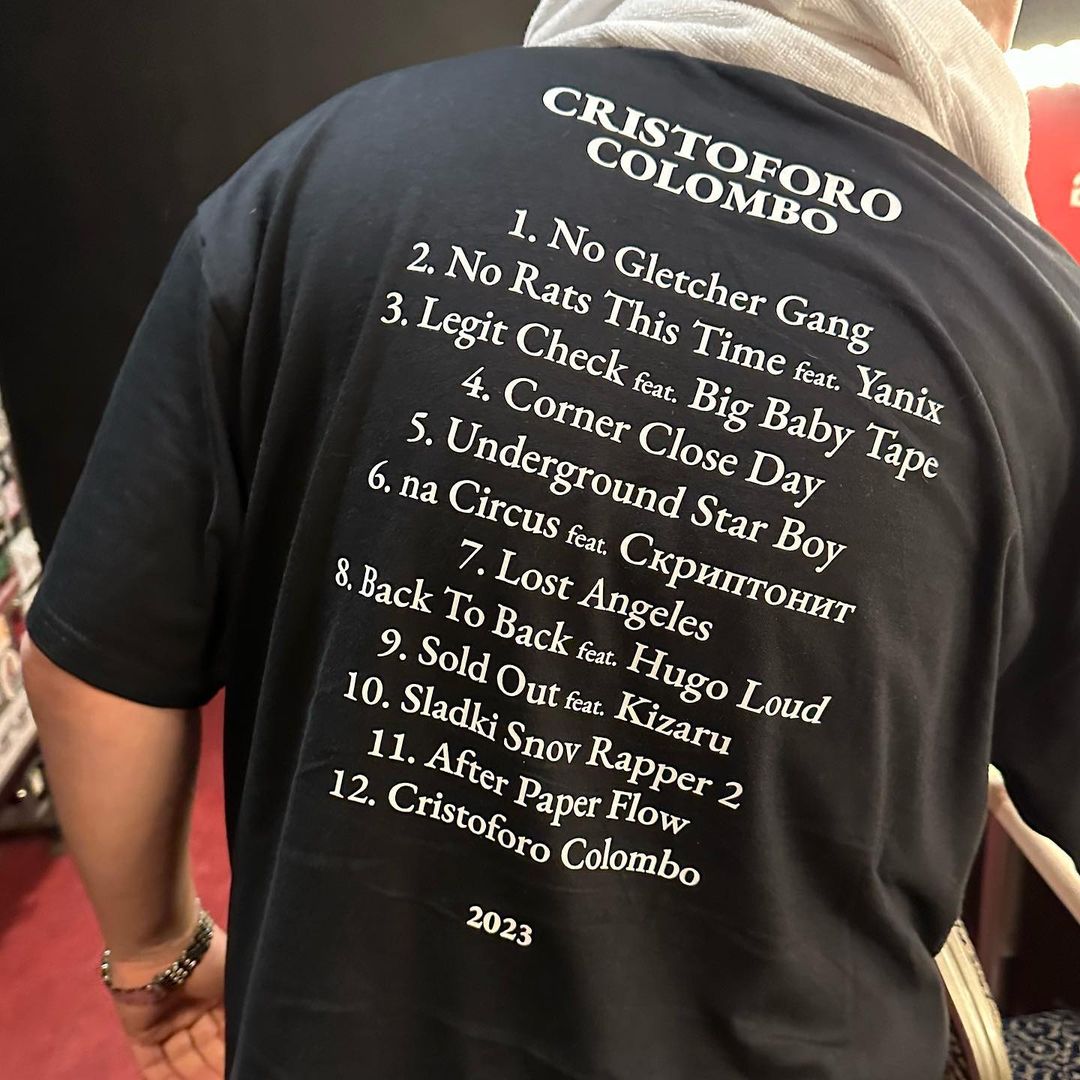 CRISTOFORO
COLOMBO
1. No Gletcher Gang
2. No Rats This Time feat. Yanix
3. Legit Check feat. Big Baby Tape
4. Corner Close Day
5. Underground Star Boy
6. na Circus feat. Скриптонит
7. Lost Angeles
8. Back To Back feat. Hugo Loud
9. Sold Out feat. Kizaru
10. Sladki Snov Rapper 2
11. After Paper Flow
12. Cristoforo Colombo
2023